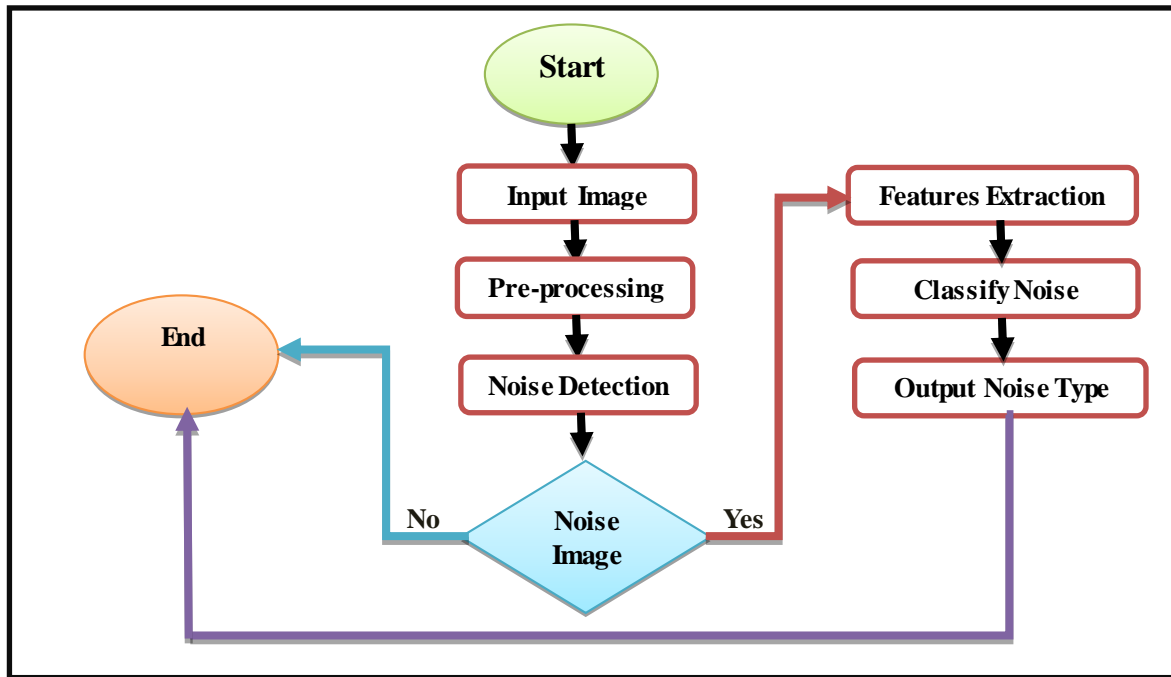 Start
Input Image
Pre-processing
Noise Detection
Noise
Image
No
Yes
Features Extraction
Classify Noise
Output Noise Type
End